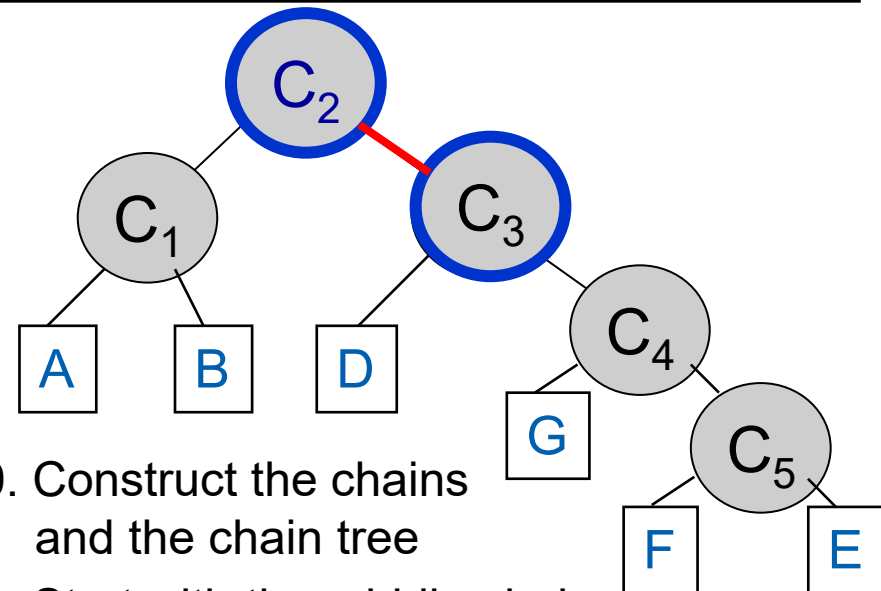 C2
C1
C3
A
B
D
C4
G
C5
F
E
. Construct the chains
and the chain tree